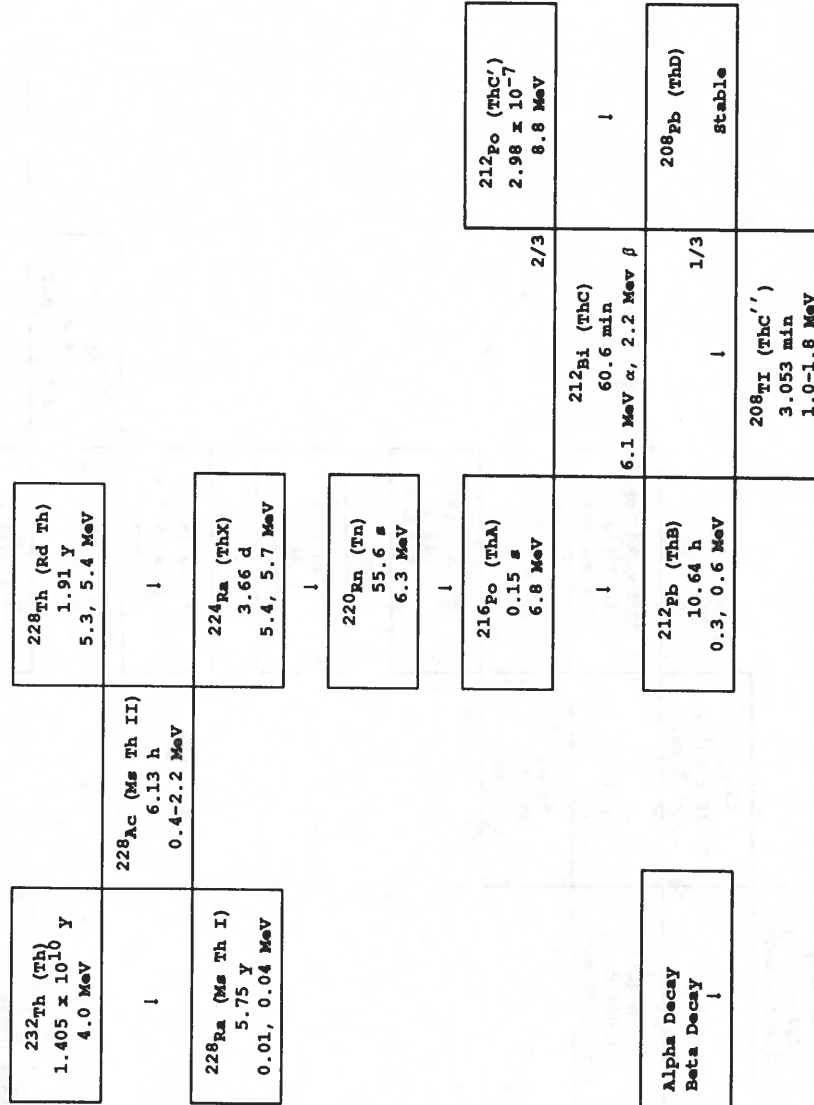 232Th (Th)
1.405 x 10^10 y
4.0 MeV
↓
228Ra (Ms Th I)
5.75 y
0.01, 0.04 MeV
228Ac (Ms Th II)
6.13 h
0.4-2.2 MeV
228Th (Rd Th)
1.91 y
5.3, 5.4 MeV
↓
224Ra (ThX)
3.66 d
5.4, 5.7 MeV
↓
220Rn (Tn)
55.6 s
6.3 MeV
↓
216Po (ThA)
0.15 s
6.8 MeV
↓
212Pb (ThB)
10.64 h
0.3, 0.6 MeV
2/3
212Bi (ThC)
60.6 min
6.1 MeV α, 2.2 Mev β
1/3
↓
208TI (ThC'')
3.053 min
1.0-1.8 MeV
212Po (ThC')
2.98 x 10^-7
8.8 MeV
↓
208Pb (ThD)
Stable
Alpha Decay
Beta Decay
↓